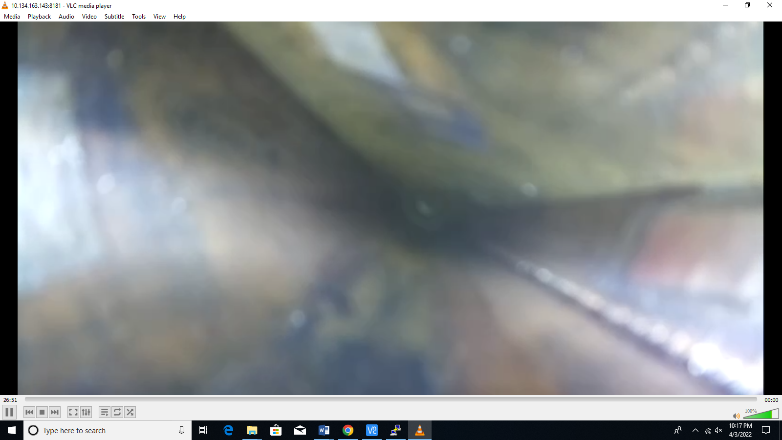 10.134.163.143:8181 - VLC media player
Media Playback Audio Video Subtitle Tools View Help
26:51 00:00
100%
Type here to search
10:17 PM
4/3/2022